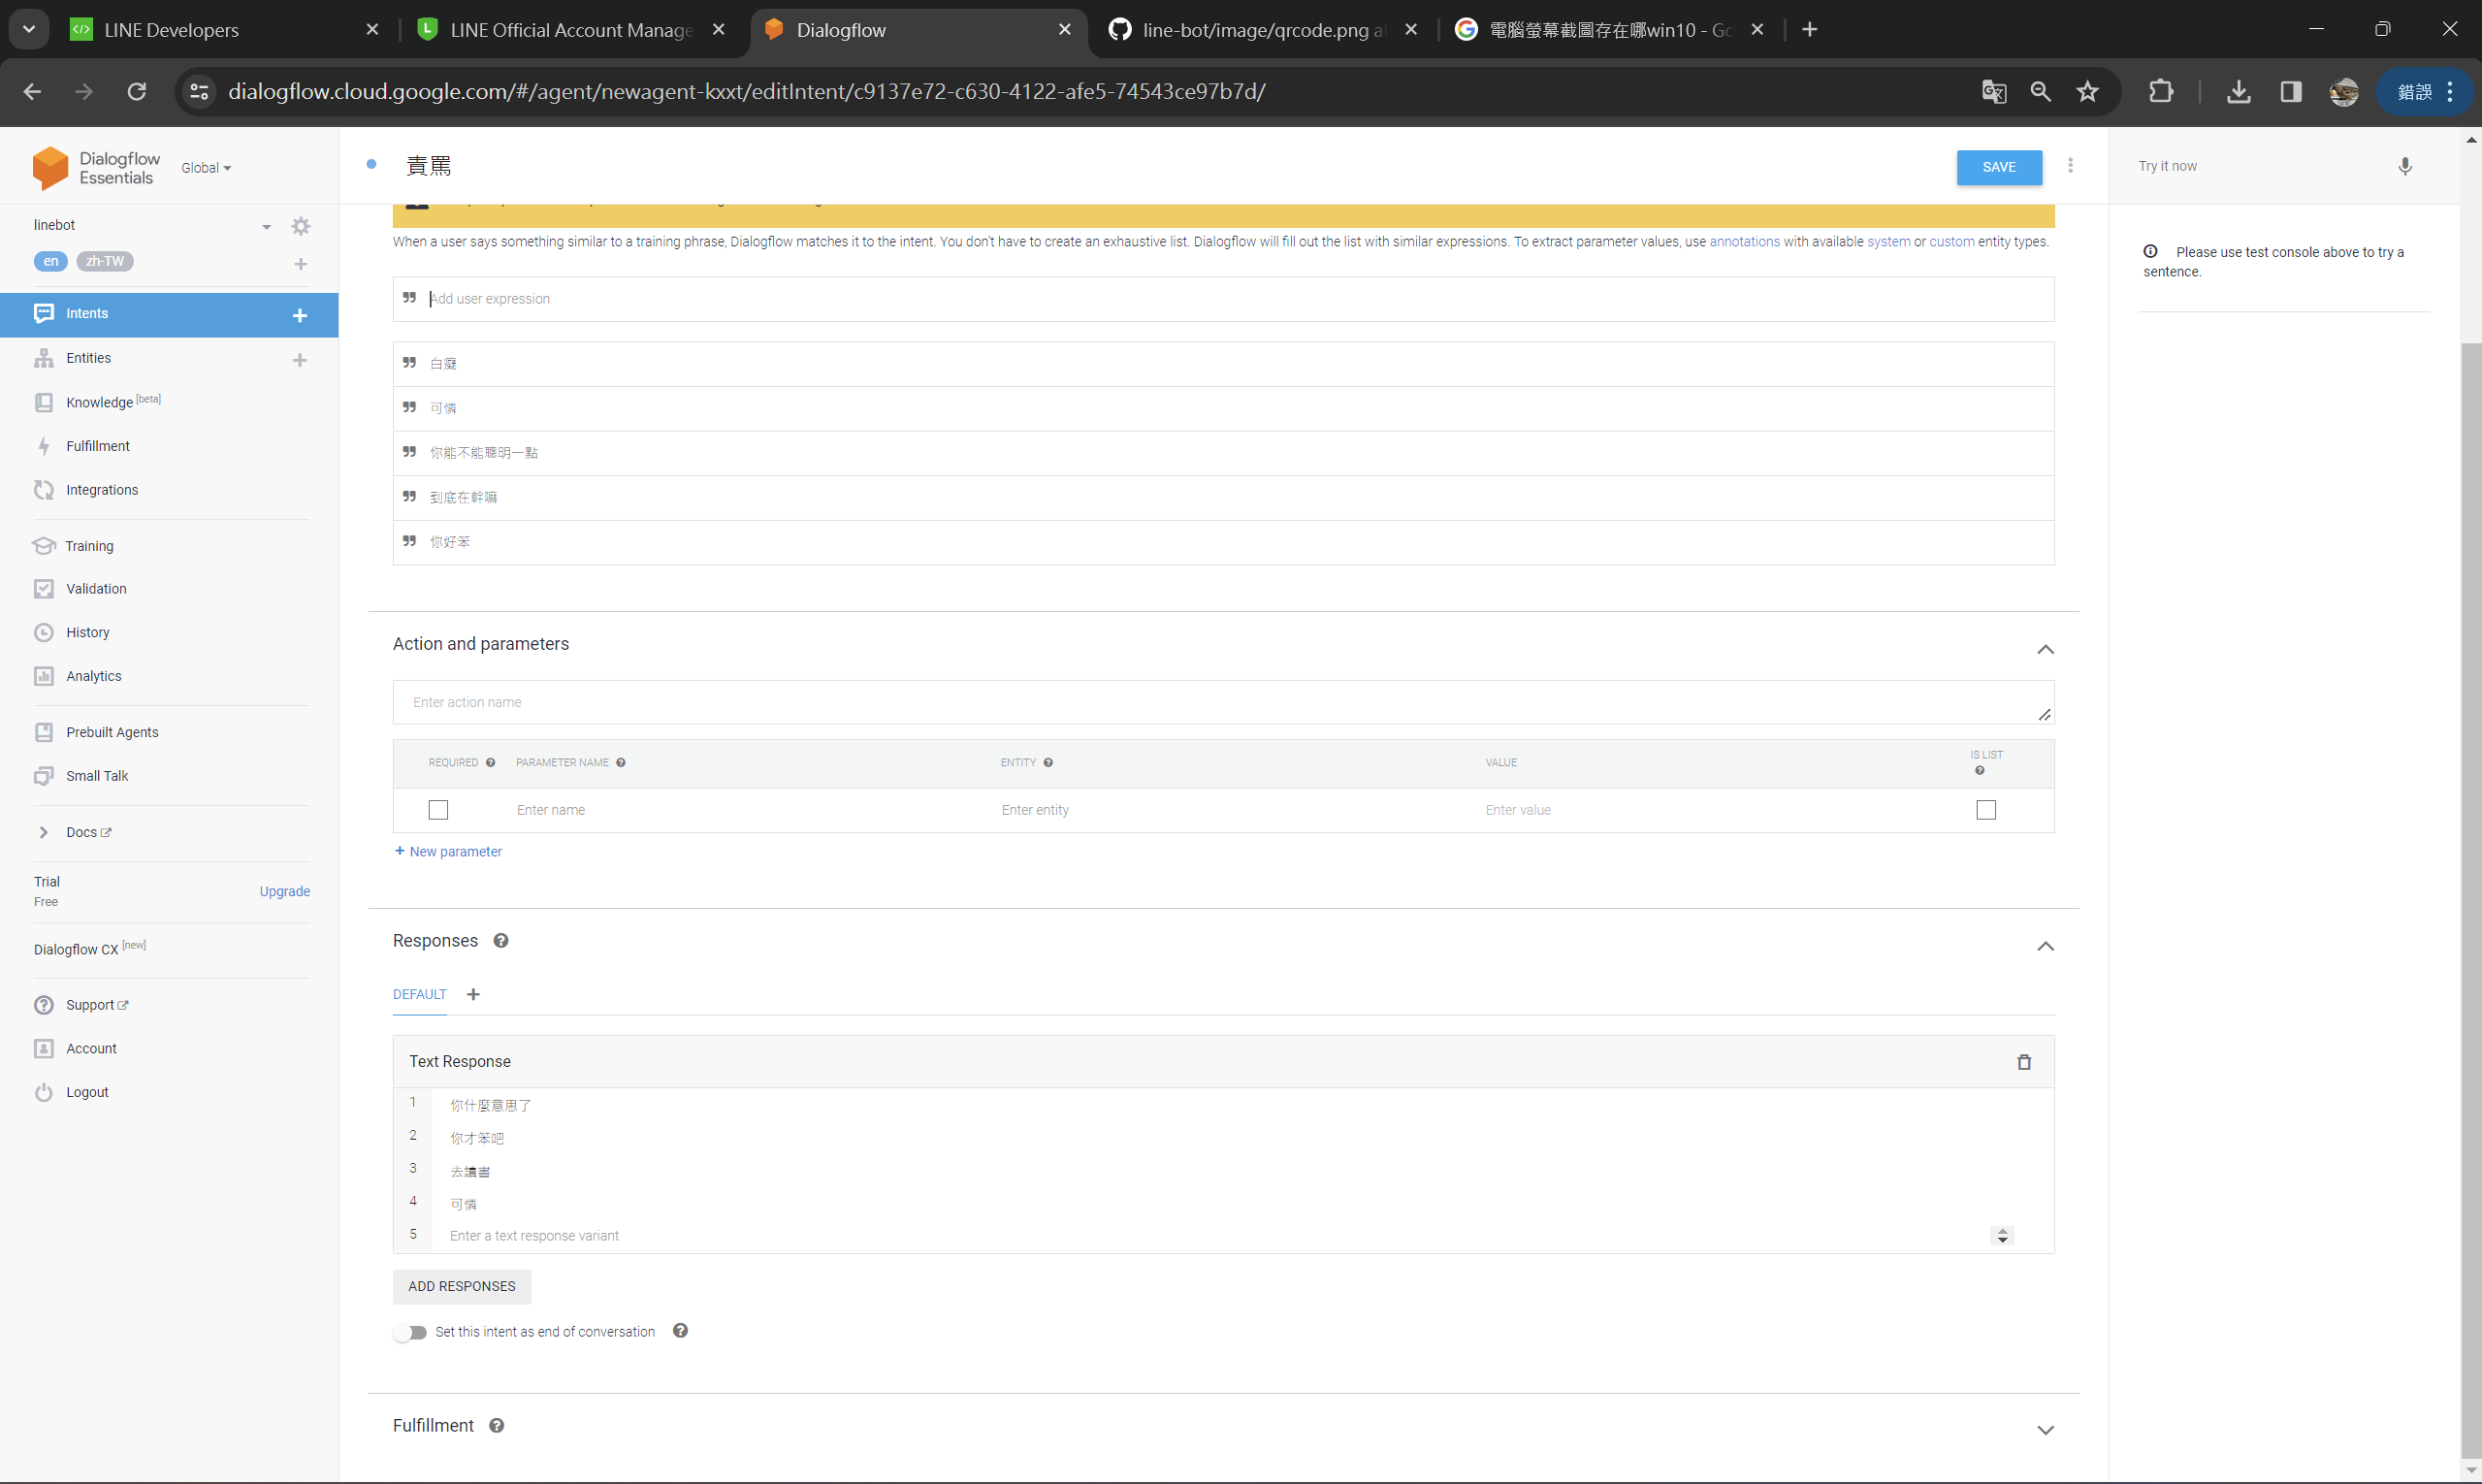 LINE Developers
LINE Official Account Manage
Dialogflow
line-bot/image/qrcode.png a
電腦螢幕截圖存在哪win10 - Go
dialogflow.cloud.google.com/#/agent/newagent-kxxt/editIntent/c9137e72-c630-4122-afe5-74543ce97b7d/
錯誤
Dialogflow
Essentials
Global
責罵
SAVE
Try it now
linebot
en
zh-TW
Intents
Entities
Knowledge [beta]
Fulfillment
Integrations
Training
Validation
History
Analytics
Prebuilt Agents
Small Talk
Docs
Trial
Free
Upgrade
Dialogflow CX [new]
Support
Account
Logout
When a user says something similar to a training phrase, Dialogflow matches it to the intent. You don't have to create an exhaustive list. Dialogflow will fill out the list with similar expressions. To extract parameter values, use annotations with available system or custom entity types.
Add user expression
白癡
可憐
你能不能聰明一點
到底在幹嘛
你好笨
Action and parameters
Enter action name
REQUIRED
PARAMETER NAME
ENTITY
VALUE
IS LIST
Enter name
Enter entity
Enter value
+ New parameter
Responses
DEFAULT
Text Response
1 你什麼意思了
2 你才笨吧
3 去讀書
4 可憐
5 Enter a text response variant
ADD RESPONSES
Set this intent as end of conversation
Fulfillment
Please use test console above to try a
sentence.